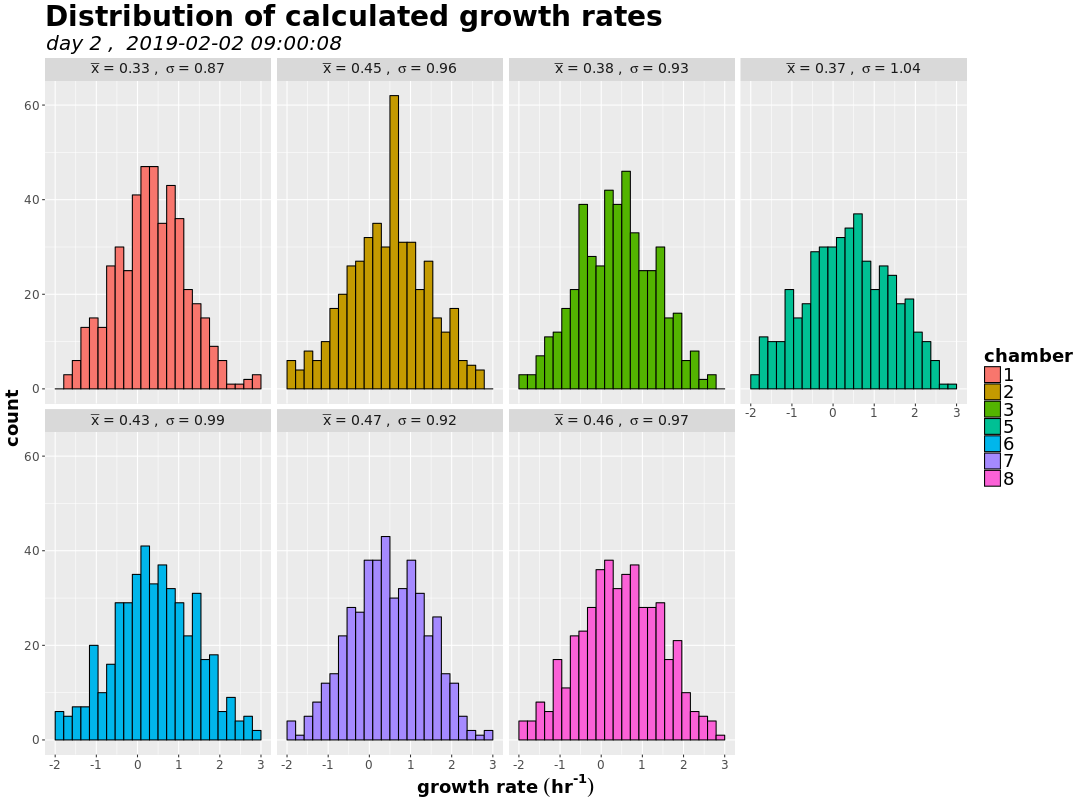 Distribution of calculated growth rates
day 2 , 2019-02-02 09:00:08
x̅ = 0.33 , σ = 0.87
x̅ = 0.45 , σ = 0.96
x̅ = 0.38 , σ = 0.93
x̅ = 0.37 , σ = 1.04
60
40
20
0
-2 -1 0 1 2 3
x̅ = 0.43 , σ = 0.99
x̅ = 0.47 , σ = 0.92
x̅ = 0.46 , σ = 0.97
60
40
20
0
-2 -1 0 1 2 3
-2 -1 0 1 2 3
-2 -1 0 1 2 3
count
growth rate (hr⁻¹)
chamber
1
2
3
5
6
7
8